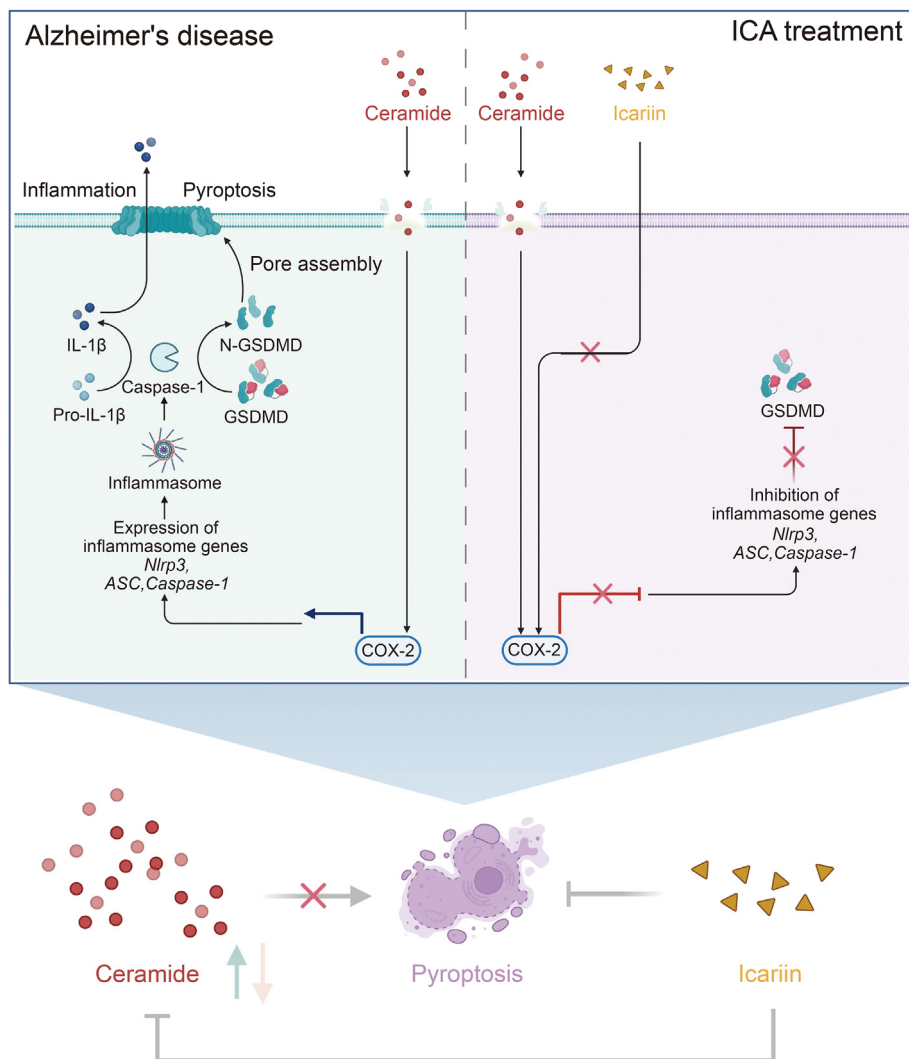 Alzheimer's disease
Ceramide
Inflammation
Pyroptosis
Pore assembly
IL-1β
N-GSDMD
Caspase-1
Pro-IL-1β
GSDMD
Inflammasome
Expression of
inflammasome genes
Nlrp3,
ASC,Caspase-1
COX-2
ICA treatment
Ceramide
Icariin
GSDMD
Inhibition of
inflammasome genes
Nlrp3,
ASC,Caspase-1
COX-2
Ceramide
Pyroptosis
Icariin